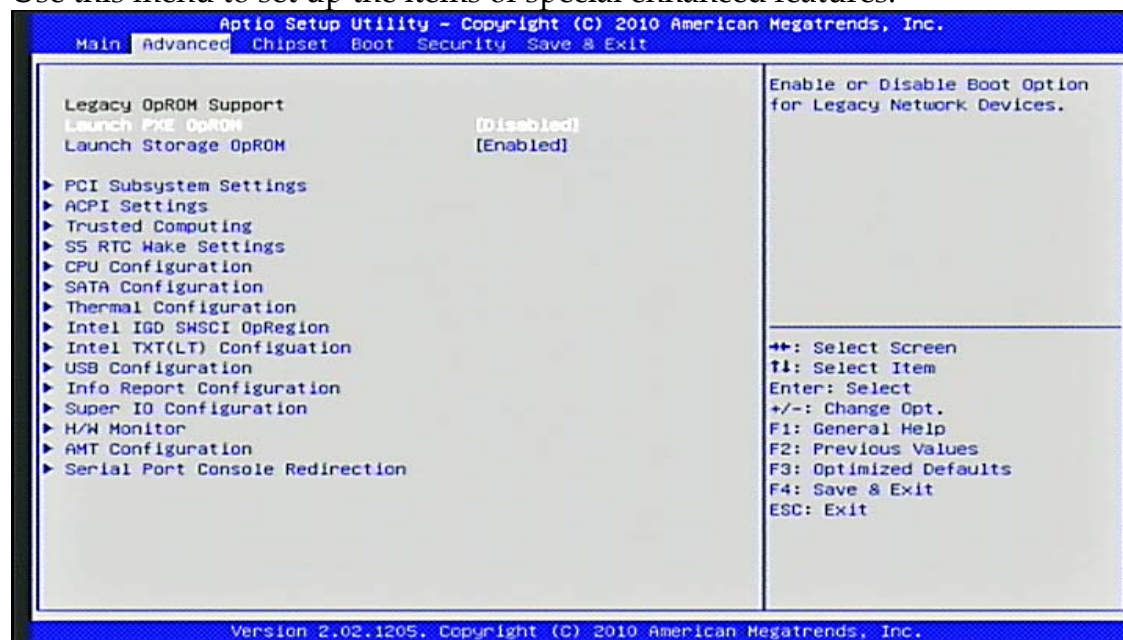 Use this menu to set up the items of special enhanced features.
Aptio Setup Utility – Copyright (C) 2010 American Megatrends, Inc.
Main Advanced Chipset Boot Security Save & Exit
Legacy OpROM Support
Launch PXE OpROM [Disabled]
Launch Storage OpROM [Enabled]
► PCI Subsystem Settings
► ACPI Settings
► Trusted Computing
► S5 RTC Wake Settings
► CPU Configuration
► SATA Configuration
► Thermal Configuration
► Intel IGD SWSCI OpRegion
► Intel TXT(LT) Configuation
► USB Configuration
► Info Report Configuration
► Super IO Configuration
► H/W Monitor
► AMT Configuration
► Serial Port Console Redirection
Enable or Disable Boot Option
for Legacy Network Devices.
→←: Select Screen
↑↓: Select Item
Enter: Select
+/-: Change Opt.
F1: General Help
F2: Previous Values
F3: Optimized Defaults
F4: Save & Exit
ESC: Exit
Version 2.02.1205. Copyright (C) 2010 American Megatrends, Inc.